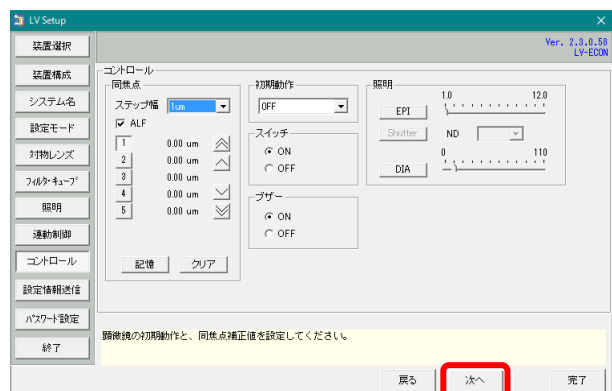 LV Setup
Ver. 2.3.0.58
LV-ECON
装置選択
装置構成
システム名
設定モード
対物レンズ
フィルタ・キューブ
照明
連動制御
コントロール
設定情報送信
パスワード設定
終了
コントロール
同焦点
ステップ幅 1um
ALF
1 0.00 um
2 0.00 um
3 0.00 um
4 0.00 um
5 0.00 um
記憶 クリア
初期動作
OFF
スイッチ
ON
OFF
ブザー
ON
OFF
照明
1.0 12.0
EPI
Shutter ND
0 110
DIA
顕微鏡の初期動作と、同焦点補正値を設定してください。
戻る 次へ 完了